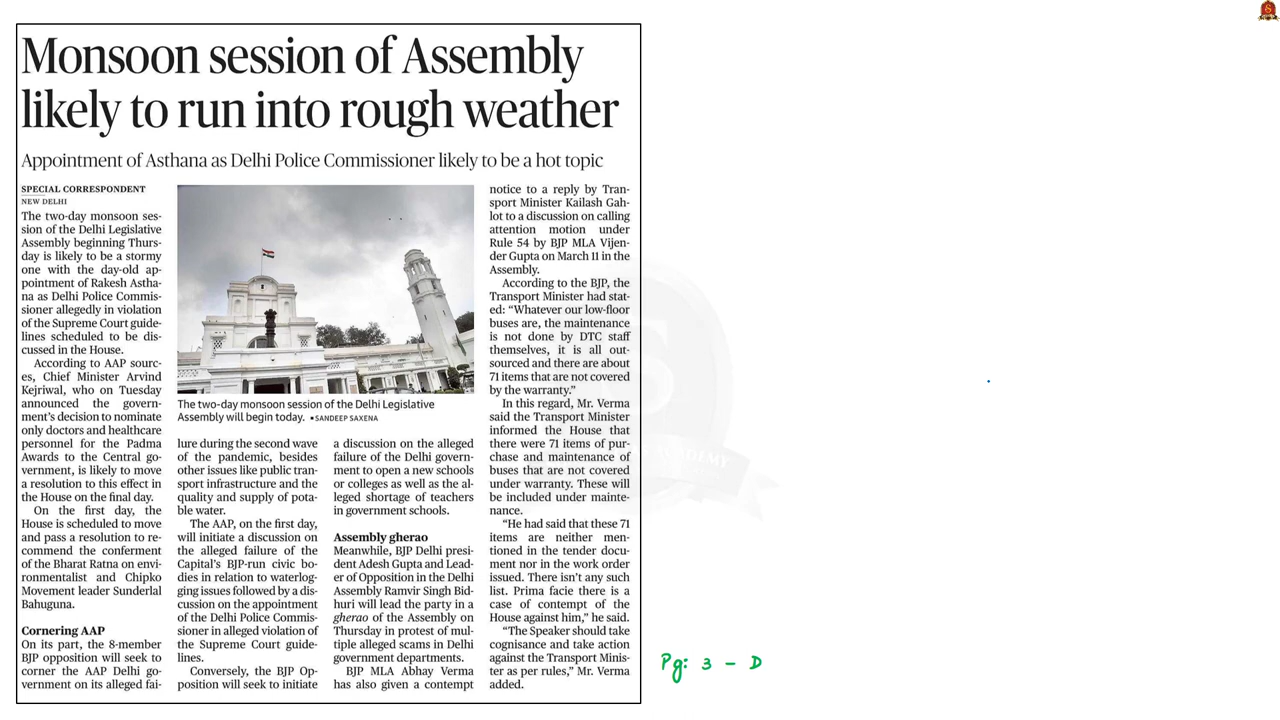 Monsoon session of Assembly
likely to run into rough weather
Appointment of Asthana as Delhi Police Commissioner likely to be a hot topic
SPECIAL CORRESPONDENT
NEW DELHI
The two-day monsoon ses-
sion of the Delhi Legislative
Assembly beginning Thurs-
day is likely to be a stormy
one with the day-old ap-
pointment of Rakesh Astha-
na as Delhi Police Commis-
sioner allegedly in violation
of the Supreme Court guide-
lines scheduled to be dis-
cussed in the House.
According to AAP sourc-
es, Chief Minister Arvind
Kejriwal, who on Tuesday
announced the govern-
ment's decision to nominate
only doctors and healthcare
personnel for the Padma
Awards to the Central go-
vernment, is likely to move
a resolution to this effect in
the House on the final day.
On the first day, the
House is scheduled to move
and pass a resolution to re-
commend the conferment
of the Bharat Ratna on envi-
ronmentalist and Chipko
Movement leader Sunderlal
Bahuguna.
Cornering AAP
On its part, the 8-member
BJP opposition will seek to
corner the AAP Delhi go-
vernment on its alleged fai-
The two-day monsoon session of the Delhi Legislative
Assembly will begin today. •SANDEEP SAXENA
lure during the second wave
of the pandemic, besides
other issues like public tran-
sport infrastructure and the
quality and supply of pota-
ble water.
The AAP, on the first day,
will initiate a discussion on
the alleged failure of the
Capital's BJP-run civic bo-
dies in relation to waterlog-
ging issues followed by a dis-
cussion on the appointment
of the Delhi Police Commis-
sioner in alleged violation of
the Supreme Court guide-
lines.
Conversely, the BJP Op-
position will seek to initiate
a discussion on the alleged
failure of the Delhi govern-
ment to open a new schools
or colleges as well as the al-
leged shortage of teachers
in government schools.
Assembly gherao
Meanwhile, BJP Delhi presi-
dent Adesh Gupta and Lead-
er of Opposition in the Delhi
Assembly Ramvir Singh Bid-
huri will lead the party in a
gherao of the Assembly on
Thursday in protest of mul-
tiple alleged scams in Delhi
government departments.
BJP MLA Abhay Verma
has also given a contempt
notice to a reply by Tran-
sport Minister Kailash Gah-
lot to a discussion on calling
attention motion under
Rule 54 by BJP MLA Vijen-
der Gupta on March 11 in the
Assembly.
According to the BJP, the
Transport Minister had stat-
ed: “Whatever our low-floor
buses are, the maintenance
is not done by DTC staff
themselves, it is all out-
sourced and there are about
71 items that are not covered
by the warranty.”
In this regard, Mr. Verma
said the Transport Minister
informed the House that
there were 71 items of pur-
chase and maintenance of
buses that are not covered
under warranty. These will
be included under mainte-
nance.
“He had said that these 71
items are neither men-
tioned in the tender docu-
ment nor in the work order
issued. There isn't any such
list. Prima facie there is a
case of contempt of the
House against him,” he said.
“The Speaker should take
cognisance and take action
against the Transport Minis-
ter as per rules,” Mr. Verma
added.
Pg: 3 - D